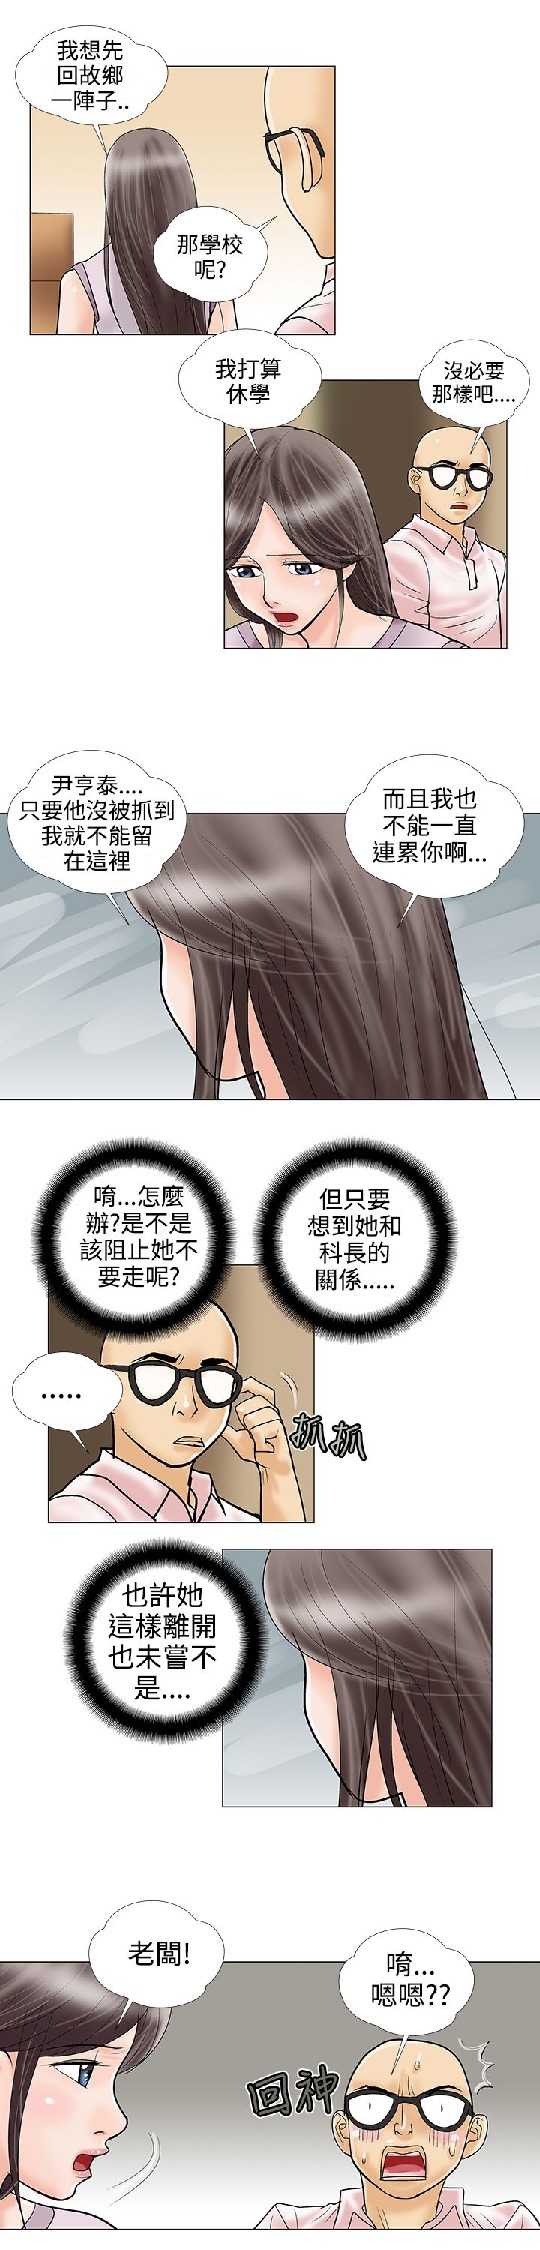 我想先
回故鄉
一陣子..
那學校
呢?
我打算
休學
沒必要
那樣吧....
尹亨泰....
只要他沒被抓到
我就不能留
在這裡
而且我也
不能一直
連累你啊...
唷...怎麼
辦?是不是
該阻止她不
要走呢?
但只要
想到她和
科長的
關係.....
.....
抓抓
也許她
這樣離開
也未嘗不
是....
老闆!
唷...
嗯嗯??
回神